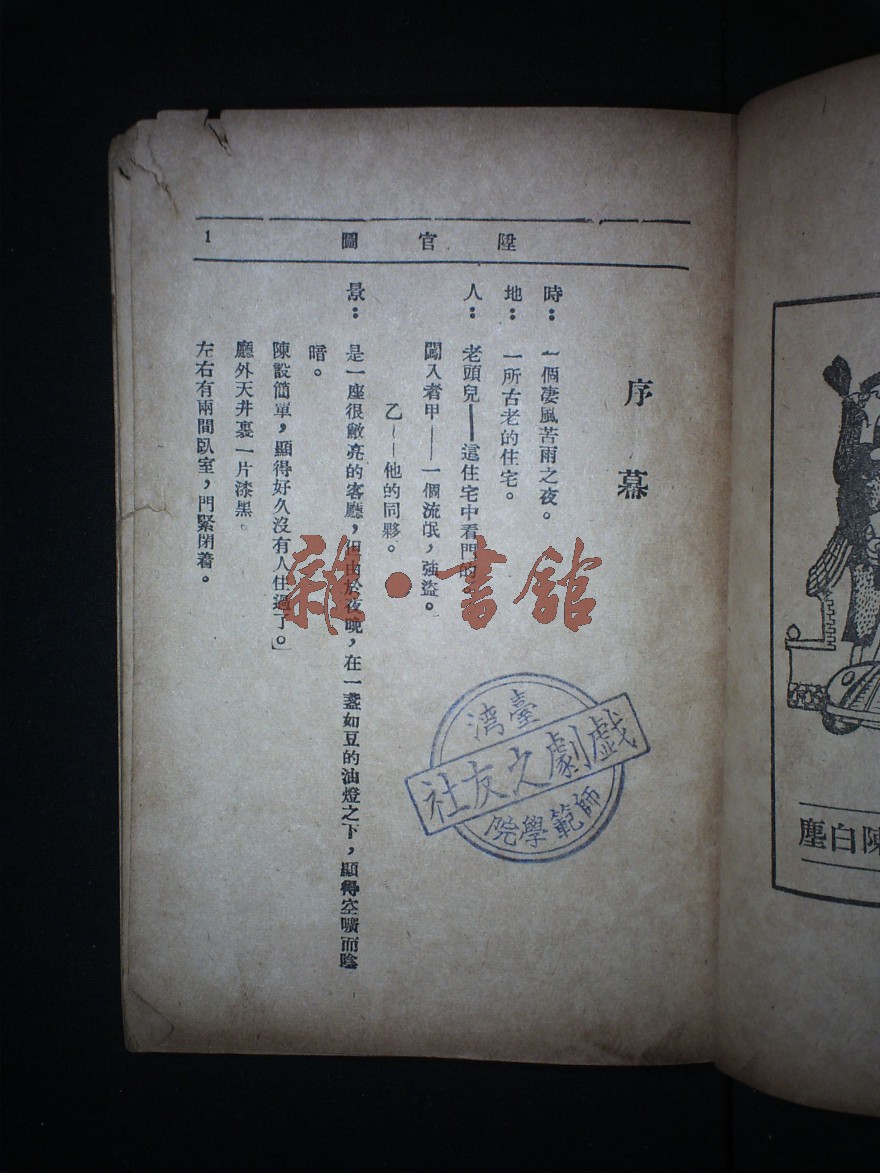 陞官圖
1
序幕
時：一個淒風苦雨之夜。
地：一所古老的住宅。
人：老頭兒——這住宅中看門的
闖入者甲——一個流氓，強盜。
乙——他的同夥。
景：是一座很敞亮的客廳，但由於夜晚，在一盞如豆的油燈之下，顯得空曠而陰
暗。
陳設簡單，顯得好久沒有人住過了。」
廳外天井裏一片漆黑。
左右有兩間臥室，門緊閉着。
雜·書館
臺湾
戲劇之友社
師範學院
陳白塵